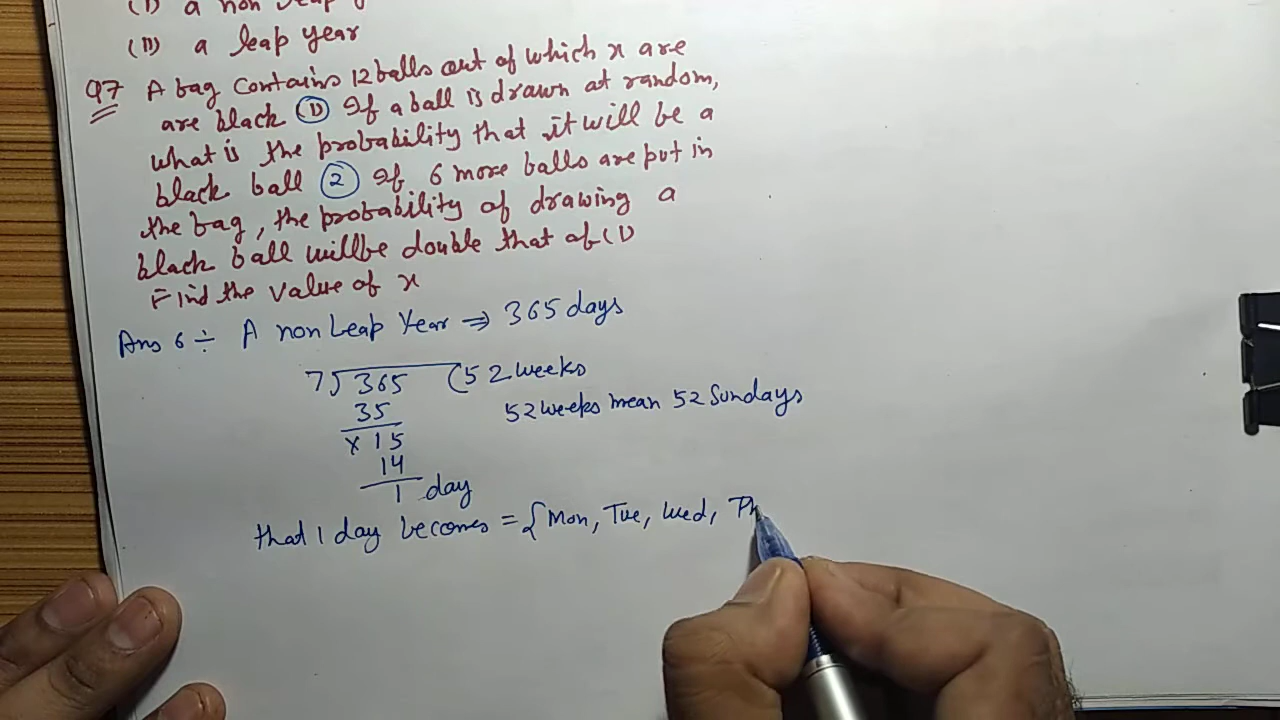 (I) a non leap y
(II) a leap year
Q7 A bag contains 12 balls out of which x are
are black (1) If a ball is drawn at random,
what is the probability that it will be a
black ball (2) If 6 more balls are put in
the bag, the probability of drawing a
black ball will be double that of (1)
Find the value of x
Ans 6 ÷ A non Leap Year ⇒ 365 days
7) 365 (52 weeks
35
52 weeks mean 52 Sundays
x 15
14
1 day
that 1 day becomes = { Mon, Tue, Wed, Th